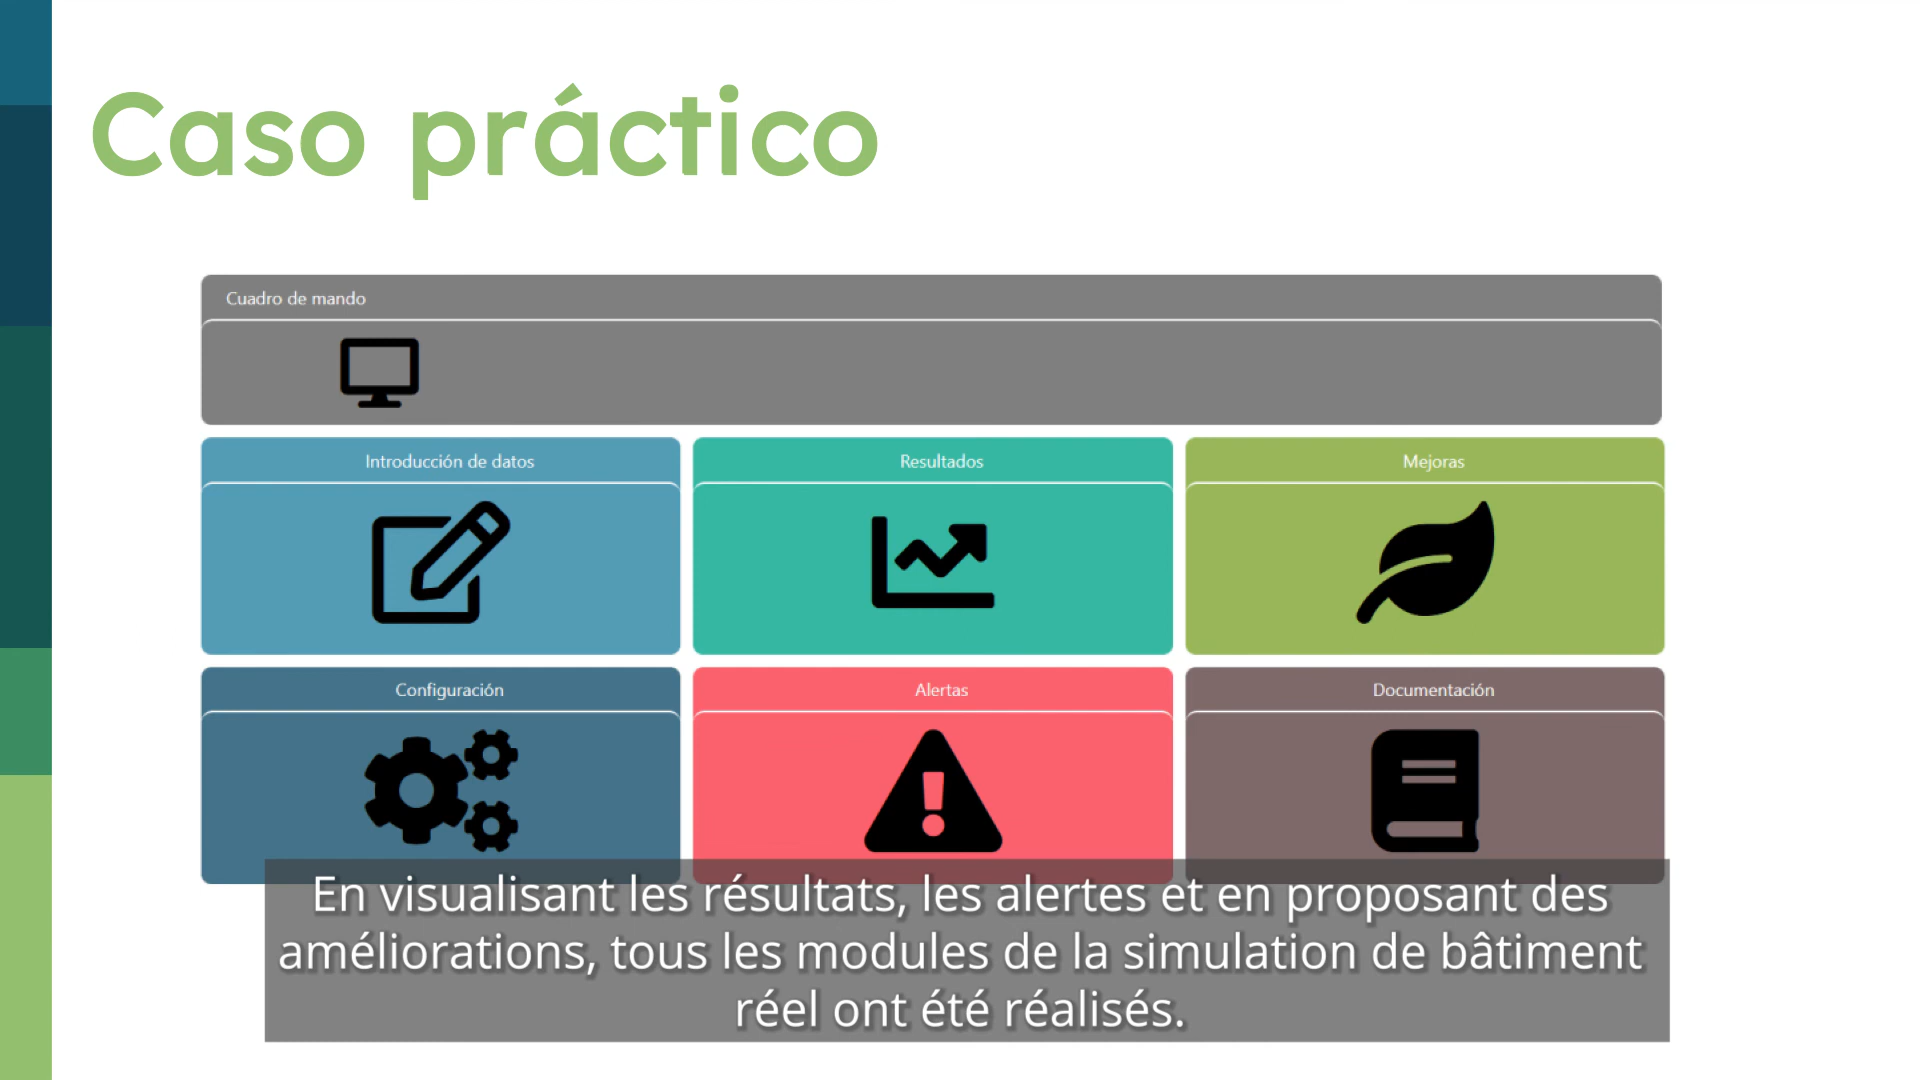 Caso práctico
Cuadro de mando
Introducción de datos
Resultados
Mejoras
Configuración
Alertas
Documentación
En visualisant les résultats, les alertes et en proposant des
améliorations, tous les modules de la simulation de bâtiment
réel ont été réalisés.